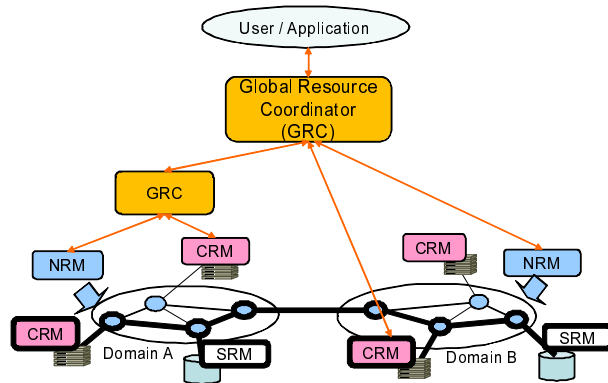 User / Application
Global Resource
Coordinator
(GRC)
GRC
CRM
CRM
NRM
NRM
CRM
Domain A
SRM
CRM
Domain B
SRM